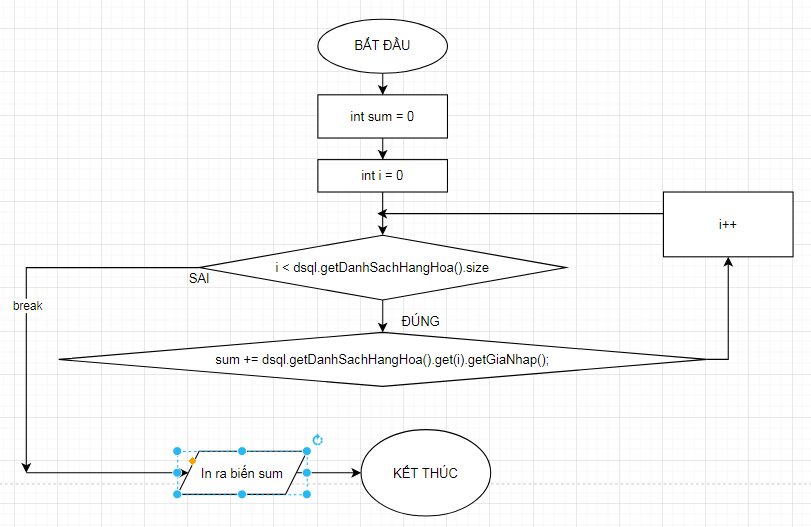 BẮT ĐẦU
int sum = 0
int i = 0
i++
i < dsql.getDanhSachHangHoa().size
SAI
break
ĐÚNG
sum += dsql.getDanhSachHangHoa().get(i).getGiaNhap();
In ra biến sum
KẾT THÚC